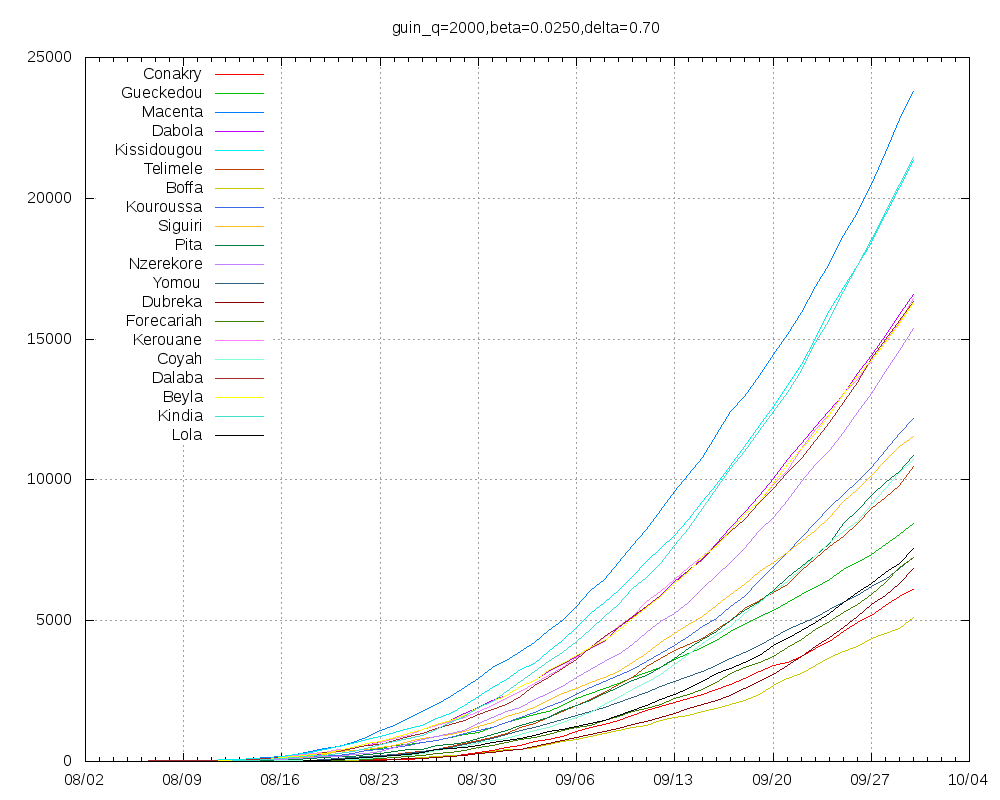 guin_q=2000,beta=0.0250,delta=0.70
25000
20000
15000
10000
5000
0
Conakry
Gueckedou
Macenta
Dabola
Kissidougou
Telimele
Boffa
Kouroussa
Siguiri
Pita
Nzerekore
Yomou
Dubreka
Forecariah
Kerouane
Coyah
Dalaba
Beyla
Kindia
Lola
08/02 08/09 08/16 08/23 08/30 09/06 09/13 09/20 09/27 10/04